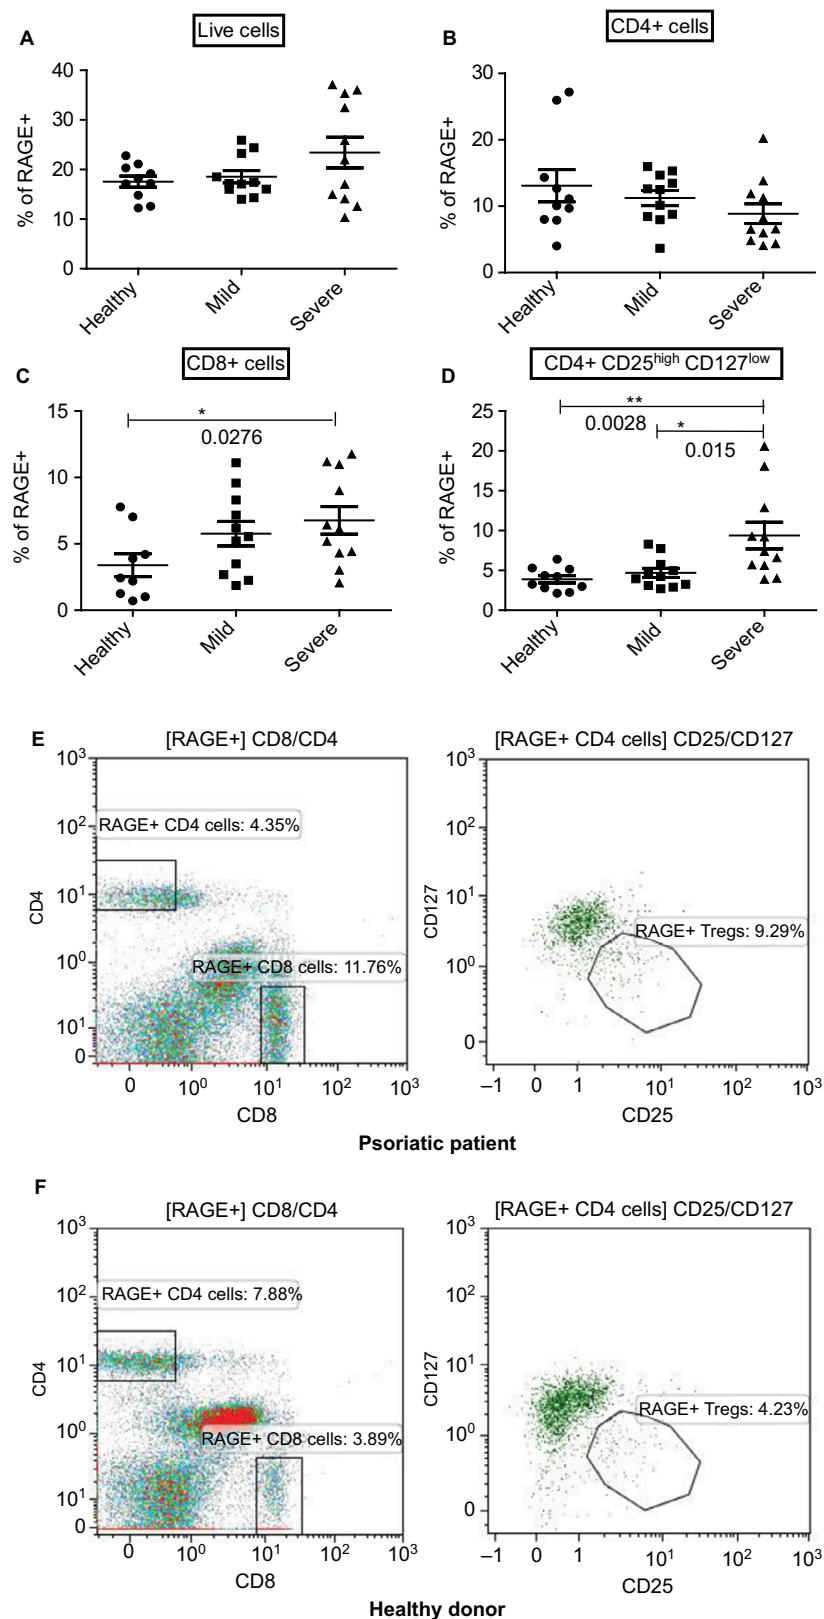 A
Live cells
% of RAGE+
40
30
20
10
0
Healthy
Mild
Severe
B
CD4+ cells
% of RAGE+
30
20
10
0
Healthy
Mild
Severe
C
CD8+ cells
% of RAGE+
15
10
5
0
*
0.0276
Healthy
Mild
Severe
D
CD4+ CD25high CD127low
% of RAGE+
25
20
15
10
5
0
**
0.0028
*
0.015
Healthy
Mild
Severe
E
[RAGE+] CD8/CD4
CD4
10³
10²
10¹
10⁰
10¹
0
RAGE+ CD4 cells: 4.35%
RAGE+ CD8 cells: 11.76%
0 10⁰ 10¹ 10² 10³
CD8
[RAGE+ CD4 cells] CD25/CD127
CD127
10³
10²
10¹
10⁰
0
RAGE+ Tregs: 9.29%
−1 0 1 10¹ 10² 10³
CD25
Psoriatic patient
F
[RAGE+] CD8/CD4
CD4
10³
10²
10¹
10⁰
10¹
0
RAGE+ CD4 cells: 7.88%
RAGE+ CD8 cells: 3.89%
0 10⁰ 10¹ 10² 10³
CD8
[RAGE+ CD4 cells] CD25/CD127
CD127
10³
10²
10¹
10⁰
0
RAGE+ Tregs: 4.23%
−1 0 1 10¹ 10² 10³
CD25
Healthy donor